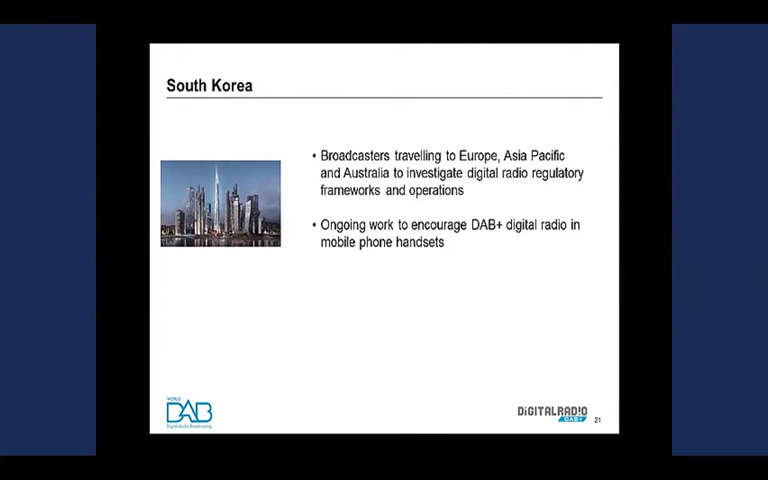 South Korea
• Broadcasters travelling to Europe, Asia Pacific
and Australia to investigate digital radio regulatory
frameworks and operations
• Ongoing work to encourage DAB+ digital radio in
mobile phone handsets
WORLD
DAB
Digital Audio Broadcasting
DiGiTALRADiO
DAB+
21